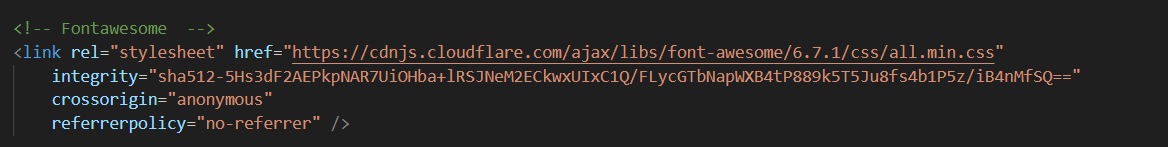 <!-- Fontawesome  -->
<link rel="stylesheet" href="https://cdnjs.cloudflare.com/ajax/libs/font-awesome/6.7.1/css/all.min.css"
integrity="sha512-5Hs3dF2AEPkpNAR7UiOHba+lRSJNeM2ECkwxUIxC1Q/FLycGTbNapWXB4tP889k5T5Ju8fs4b1P5z/iB4nMfSQ=="
crossorigin="anonymous"
referrerpolicy="no-referrer" />